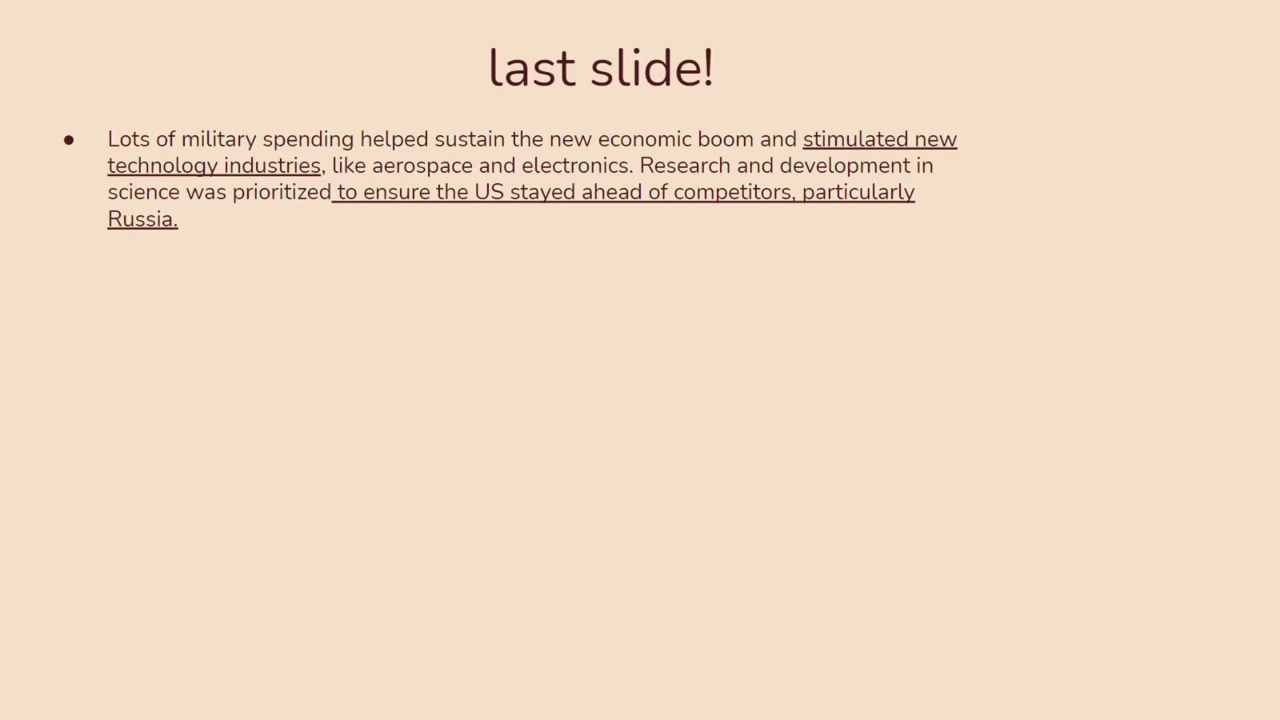 last slide!
● Lots of military spending helped sustain the new economic boom and stimulated new
technology industries, like aerospace and electronics. Research and development in
science was prioritized to ensure the US stayed ahead of competitors, particularly
Russia.